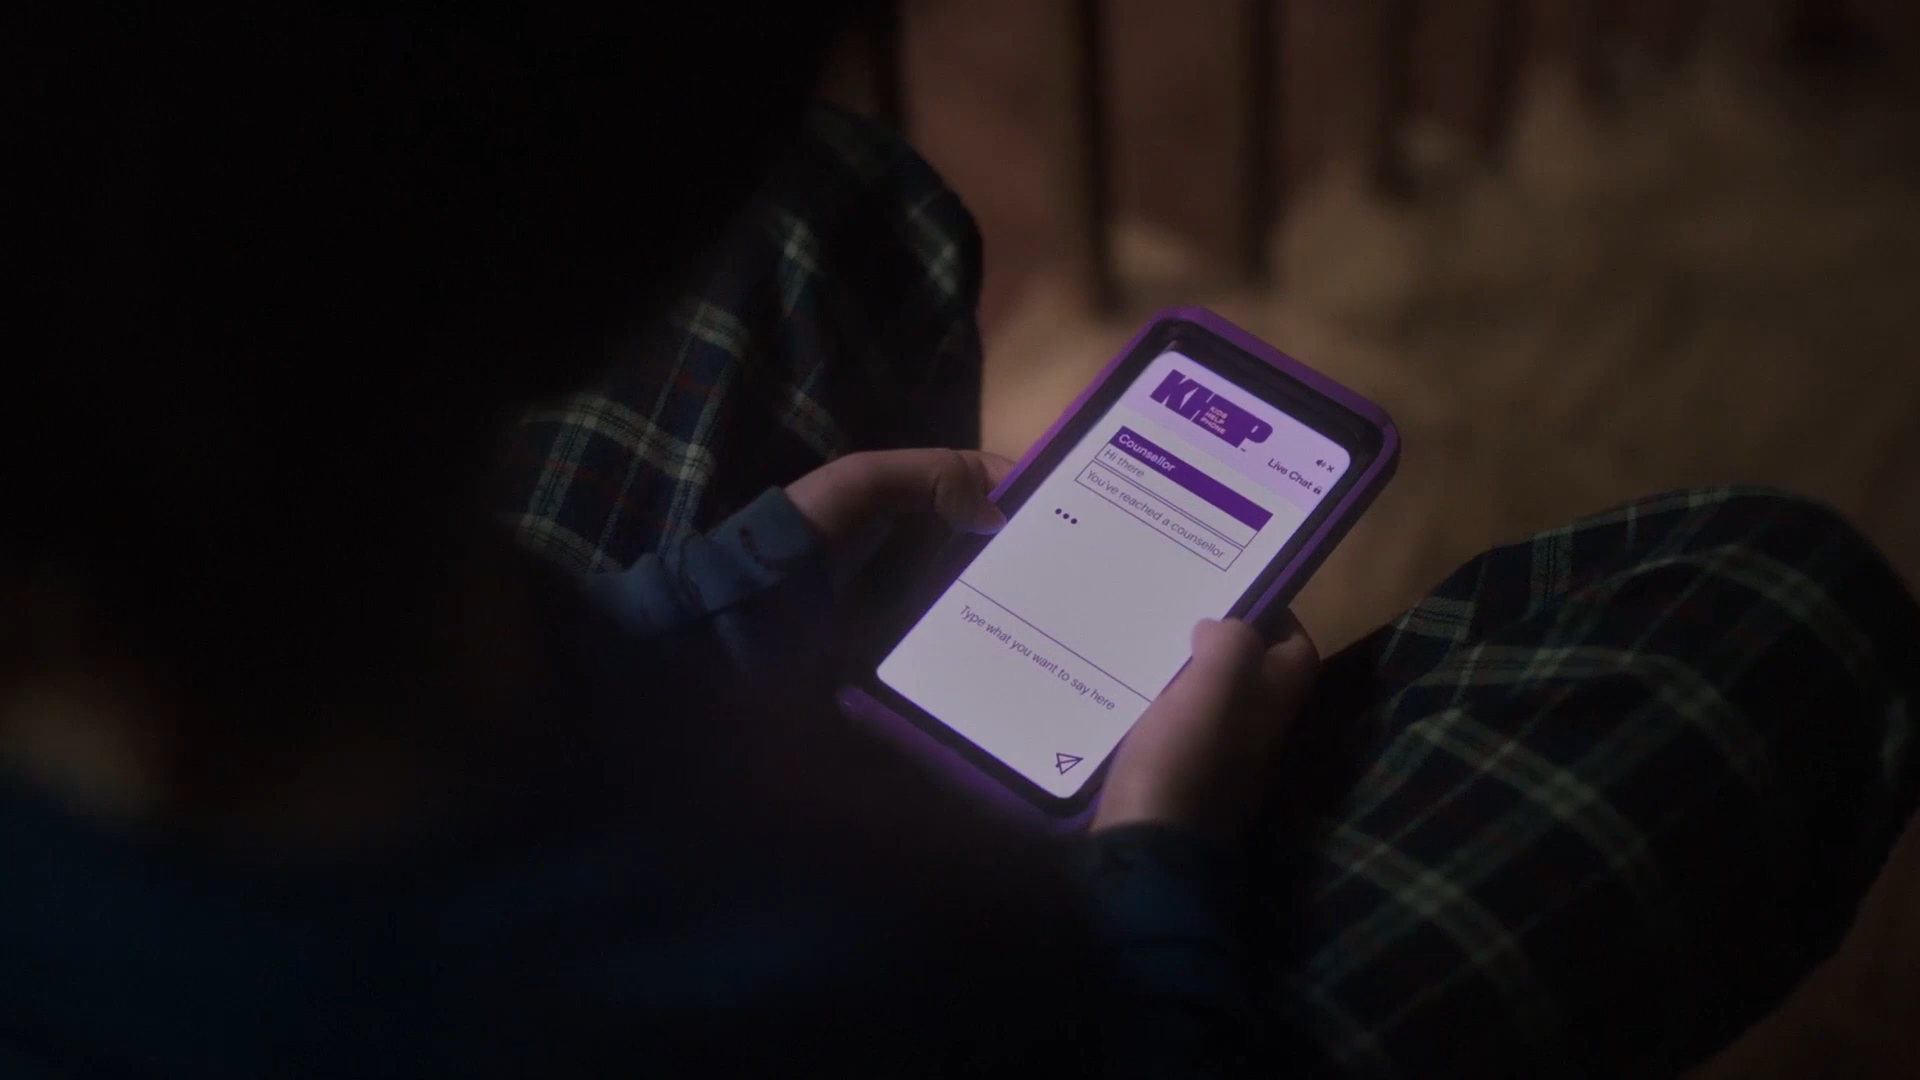 KHP
KIDS
HELP
PHONE
Live Chat
Counsellor
Hi there
You've reached a counsellor
Type what you want to say here